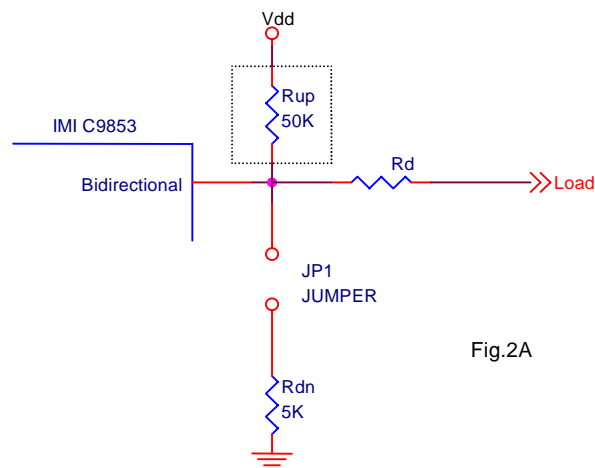 Vdd
Rup
50K
IMI C9853
Bidirectional
Rd
Load
JP1
JUMPER
Fig.2A
Rdn
5K